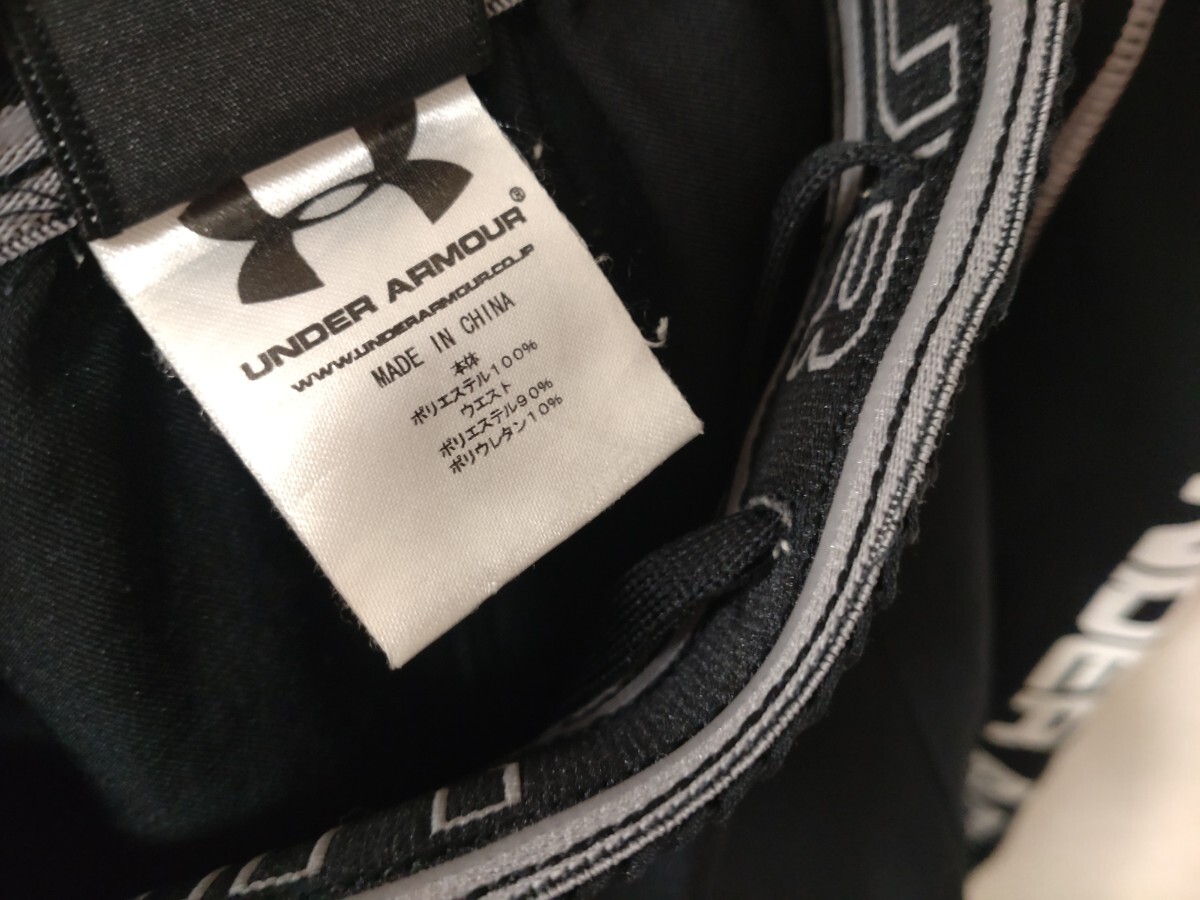 UNDER ARMOUR®
WWW.UNDERARMOUR.CO.JP
MADE IN CHINA
本体
ポリエステル100%
ウエスト
ポリエステル90%
ポリウレタン10%